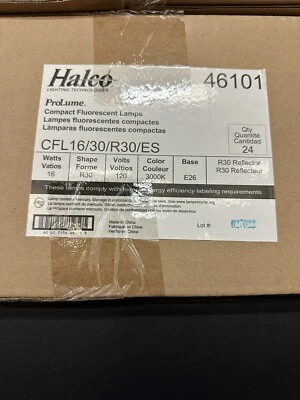 Halco
LIGHTING TECHNOLOGIES
46101
ProLume
Compact Fluorescent Lamps
Lampes fluorescentes compactes
Lámparas fluorescentes compactas
Qty
Quantité
Cantidad
24
CFL16/30/R30/ES
Watts Shape Volts Color Base R30 Reflector
Vatios Forme Voltios Couleur R30 Réflecteur
16 R30 120 3000K E26
These lamps comply with federal energy efficiency labeling requirements
Made in China
Fabriqué en Chine
Hecho en China
Lot #: